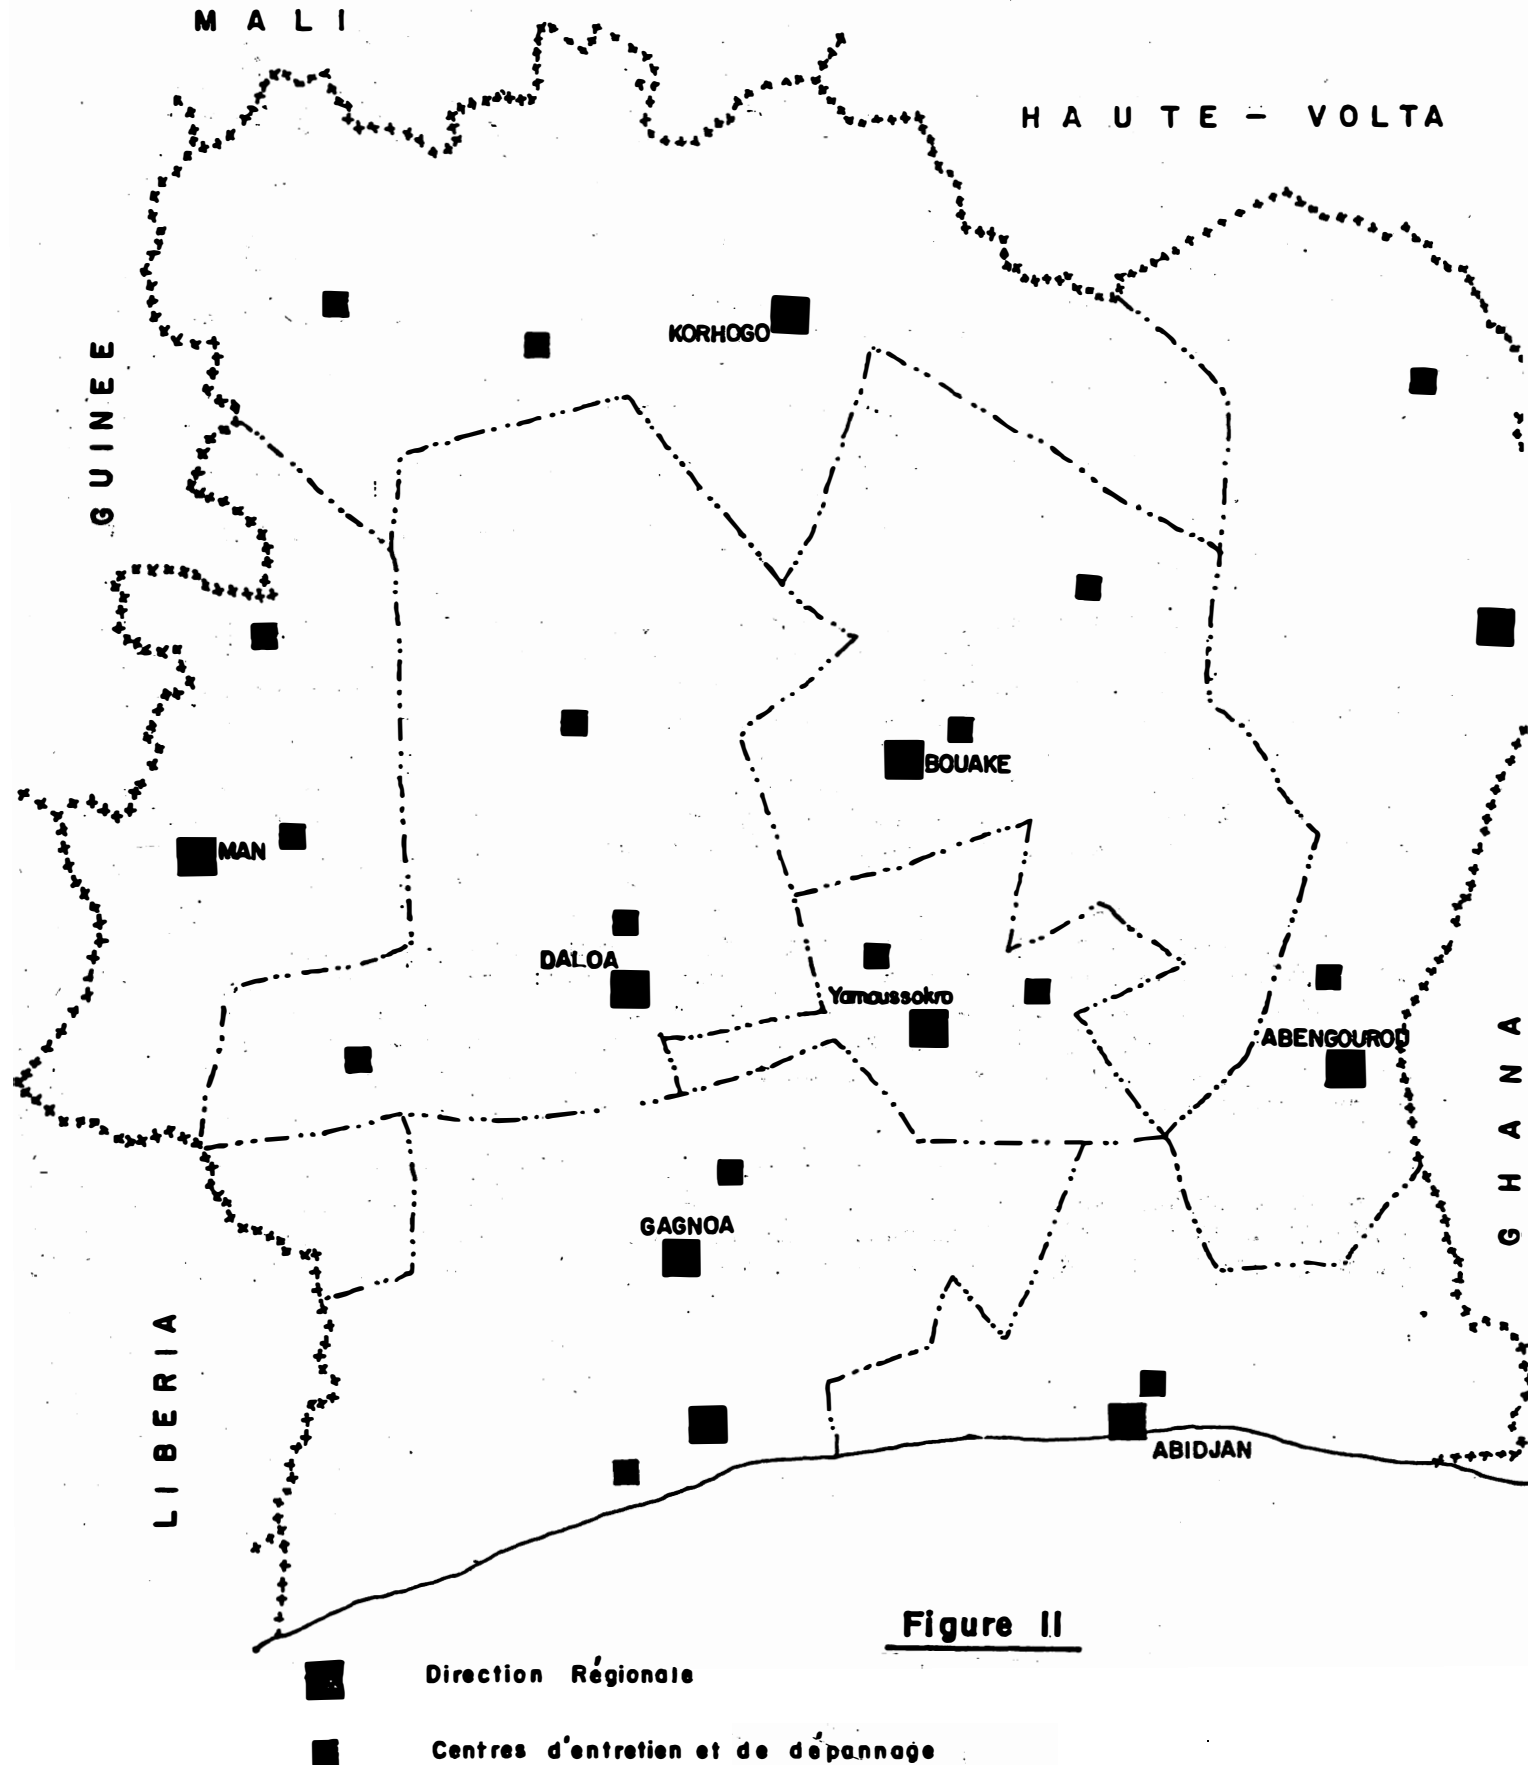 MALI
HAUTE - VOLTA
GUINEE
KORHOGO
BOUAKE
MAN
DALOA
Yamoussokro
ABENGOUROU
GHANA
GAGNOA
LIBERIA
ABIDJAN
Figure II
Direction Régionale
Centres d'entretien et de dépannage